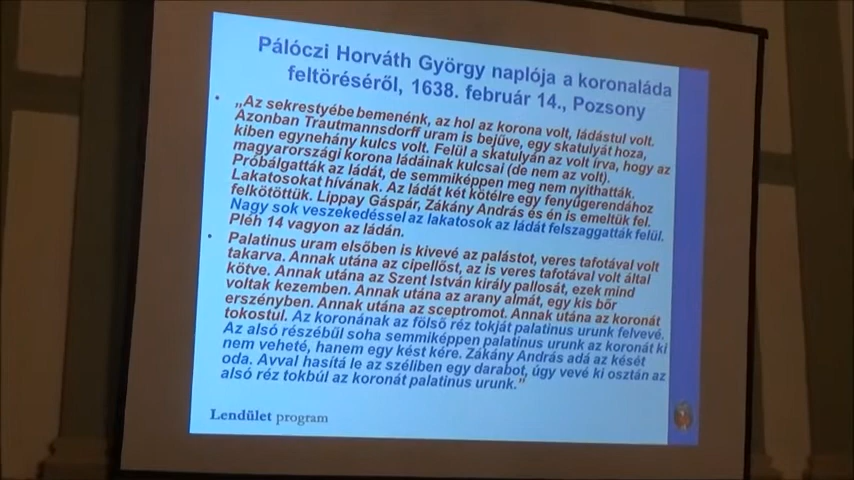 Pálóczi Horváth György naplója a koronaláda
feltöréséről, 1638. február 14., Pozsony
• „Az sekrestyébe bemenénk, az hol az korona volt, ládástul volt.
Azonban Trautmannsdorff uram is bejüve, egy skatulyát hoza,
kiben egynehány kulcs volt. Felül a skatulyán az volt írva, hogy az
magyarországi korona ládáinak kulcsai (de nem az volt).
Próbálgatták az ládát, de semmiképpen meg nem nyithatták.
Lakatosokat hívának. Az ládát két kötélre egy fenyűgerendához
felkötöttük. Lippay Gáspár, Zákány András és én is emeltük fel.
Nagy sok veszekedéssel az lakatosok az ládát felszaggatták felül.
Pléh 14 vagyon az ládán.
• Palatinus uram elsőben is kivevé az palástot, veres tafotával volt
takarva. Annak utána az cipellőst, az is veres tafotával volt által
kötve. Annak utána az Szent István király pallosát, ezek mind
voltak kezemben. Annak utána az arany almát, egy kis bőr
erszényben. Annak utána az sceptromot. Annak utána az koronát
tokostul. Az koronának az fölső réz tokját palatinus urunk felvevé.
Az alsó részébül soha semmiképpen palatinus urunk az koronát ki
nem veheté, hanem egy kést kére. Zákány András adá az kését
oda. Avval hasítá le az széliben egy darabot, úgy vevé ki osztán az
alsó réz tokbúl az koronát palatinus urunk.”
Lendület program